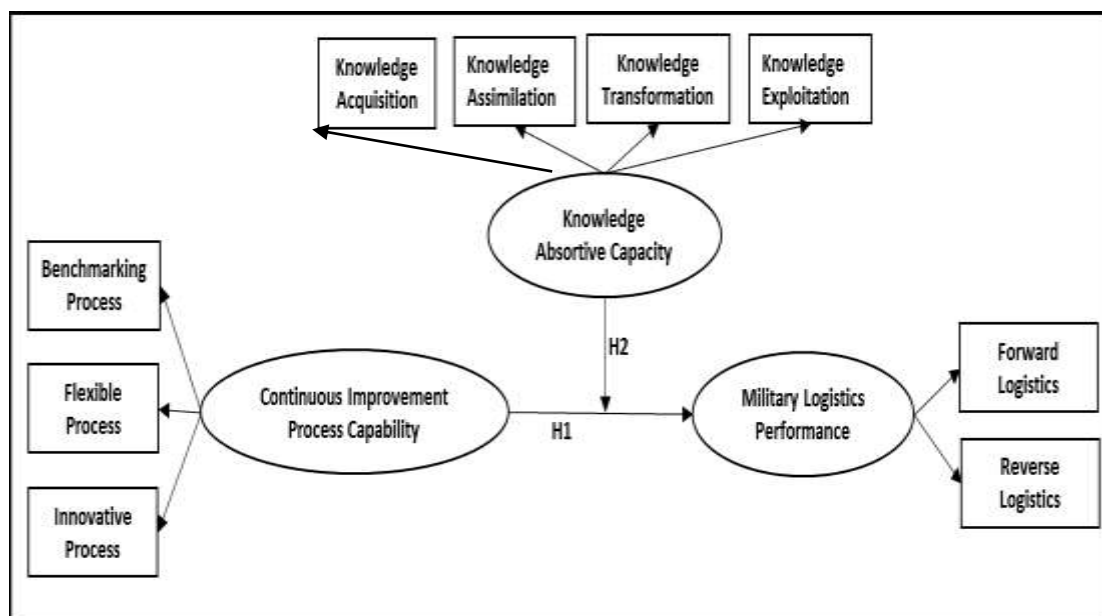 Knowledge
Acquisition
Knowledge
Assimilation
Knowledge
Transformation
Knowledge
Exploitation
Knowledge
Absortive Capacity
Benchmarking
Process
Flexible
Process
Innovative
Process
Continuous Improvement
Process Capability
H1
H2
Military Logistics
Performance
Forward
Logistics
Reverse
Logistics